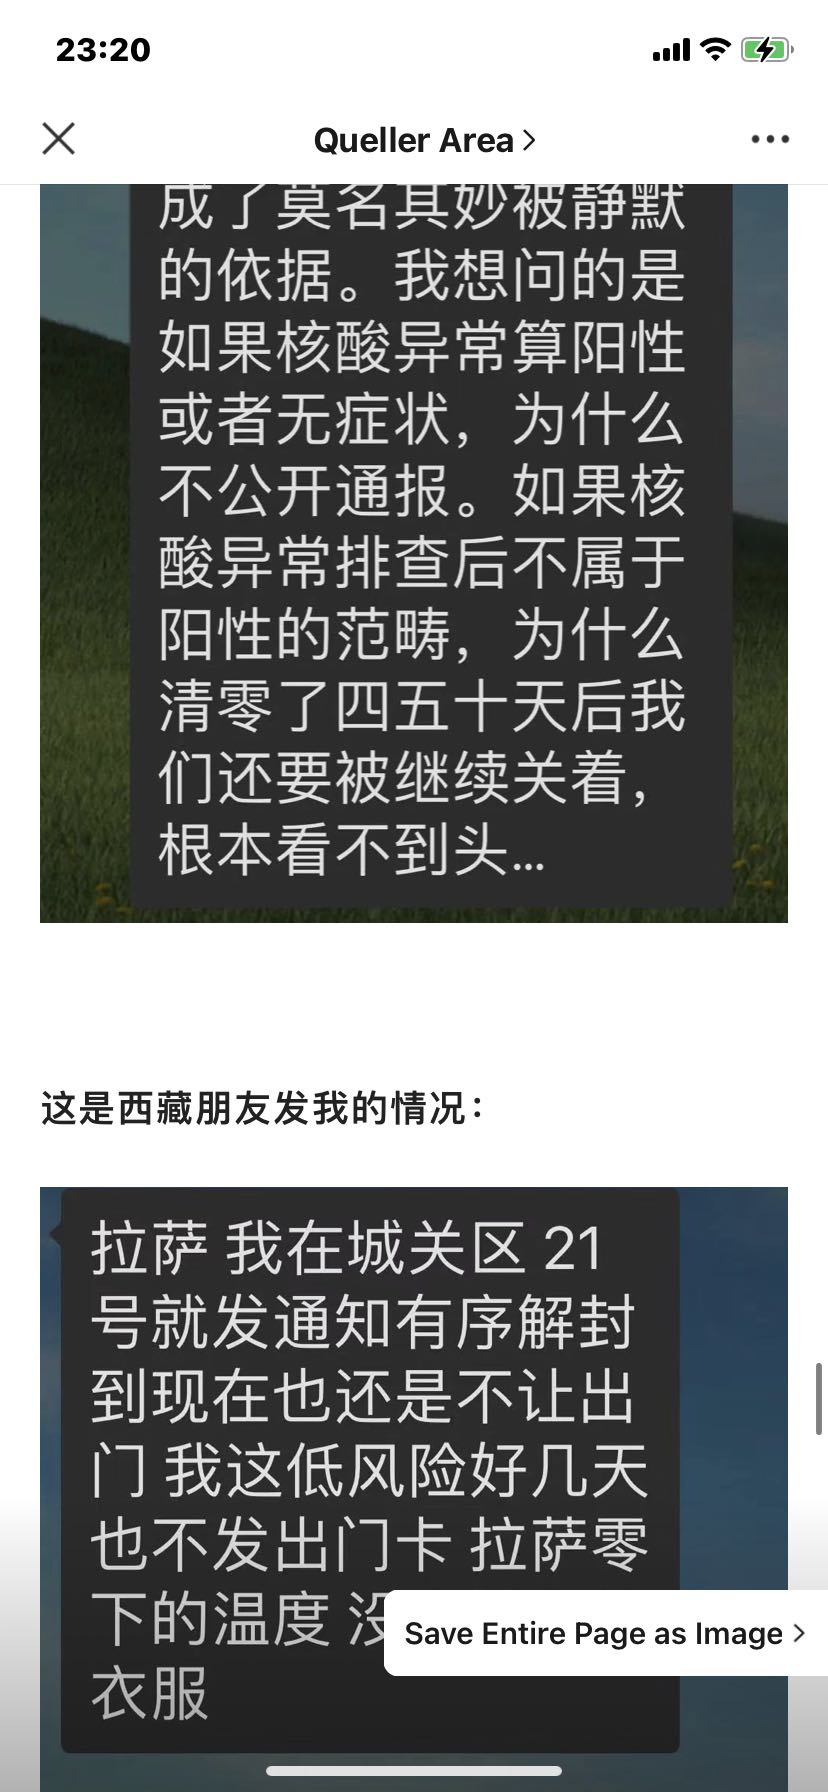 23:20
Queller Area
成了莫名其妙被静默
的依据。我想问的是
如果核酸异常算阳性
或者无症状，为什么
不公开通报。如果核
酸异常排查后不属于
阳性的范畴，为什么
清零了四五十天后我
们还要被继续关着，
根本看不到头...
这是西藏朋友发我的情况：
拉萨 我在城关区 21
号就发通知有序解封
到现在也还是不让出
门 我这低风险好几天
也不发出门卡 拉萨零
下的温度 没
Save Entire Page as Image
衣服